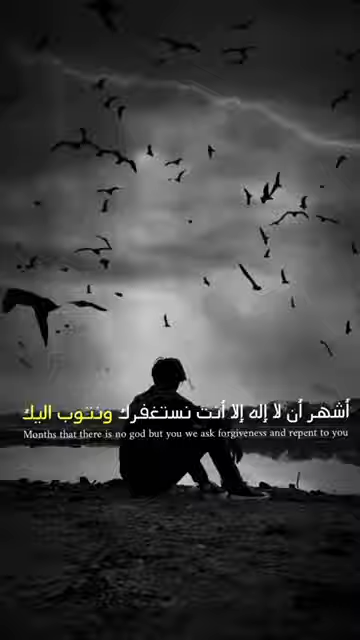 أشهر أن لا إله إلا أنت نستغفرك ونتوب اليك
Months that there is no god but you we ask forgiveness and repent to you